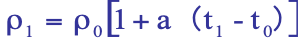 ρ₁ = ρ₀[1 + a (t₁ - t₀)]